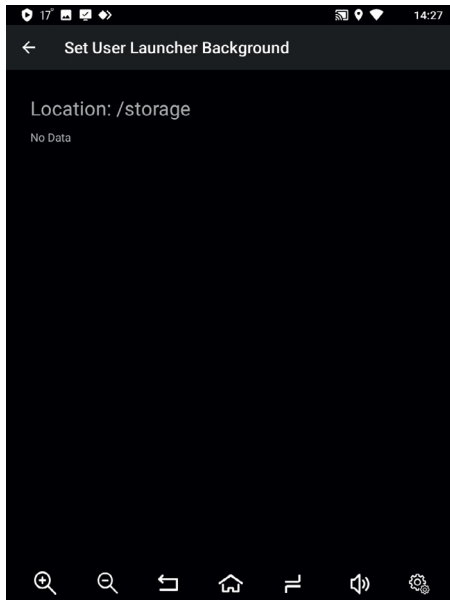 17°
14:27
Set User Launcher Background
Location: /storage
No Data